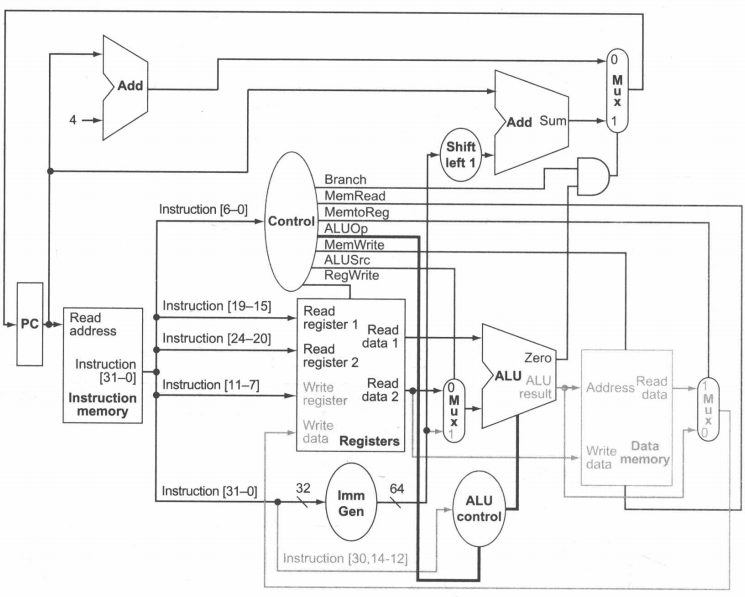 Add
4
Add Sum
0
M
u
x
1
Shift
left 1
Branch
MemRead
MemtoReg
ALUOp
MemWrite
ALUSrc
RegWrite
Control
Instruction [6–0]
PC
Read
address
Instruction
[31–0]
Instruction
memory
Instruction [19–15]
Instruction [24–20]
Instruction [11–7]
Instruction [31–0]
Read
register 1
Read
register 2
Write
register
Write
data
Read
data 1
Read
data 2
Registers
0
M
u
x
1
Zero
ALU
ALU
result
Address
Read
data
Write
data
Data
memory
1
M
u
x
0
32
Imm
Gen
64
ALU
control
Instruction [30,14-12]